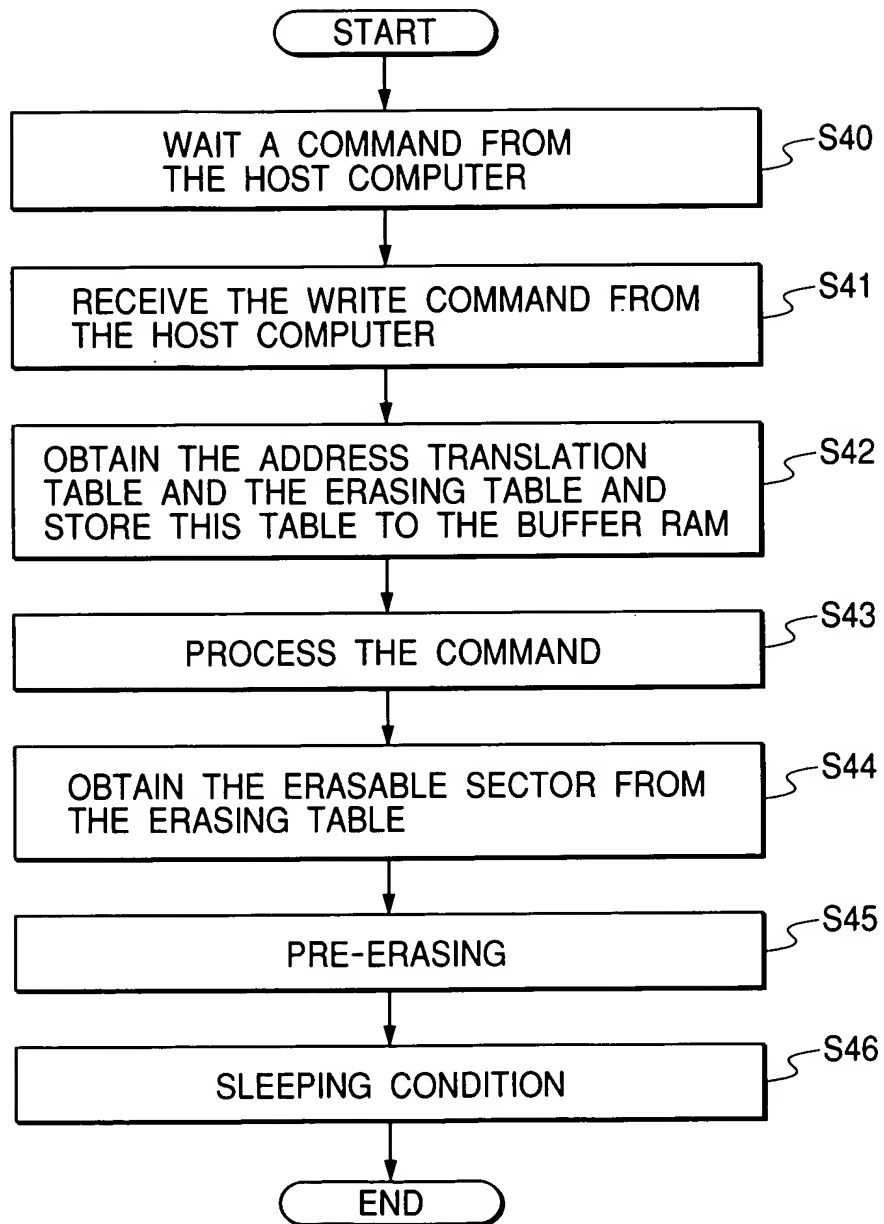 START
WAIT A COMMAND FROM
THE HOST COMPUTER
S40
RECEIVE THE WRITE COMMAND FROM
THE HOST COMPUTER
S41
OBTAIN THE ADDRESS TRANSLATION
TABLE AND THE ERASING TABLE AND
STORE THIS TABLE TO THE BUFFER RAM
S42
PROCESS THE COMMAND
S43
OBTAIN THE ERASABLE SECTOR FROM
THE ERASING TABLE
S44
PRE-ERASING
S45
SLEEPING CONDITION
S46
END